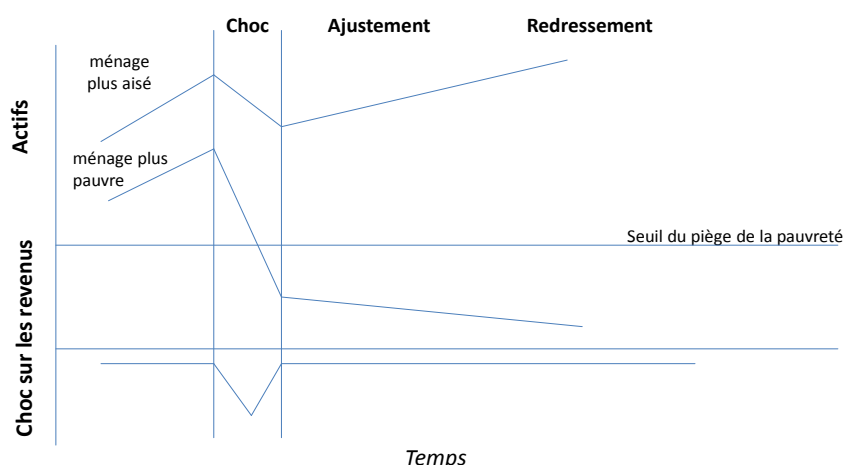 Choc
Ajustement
Redressement
ménage
plus aisé
Actifs
ménage plus
pauvre
Seuil du piège de la pauvreté
Choc sur les revenus
Temps